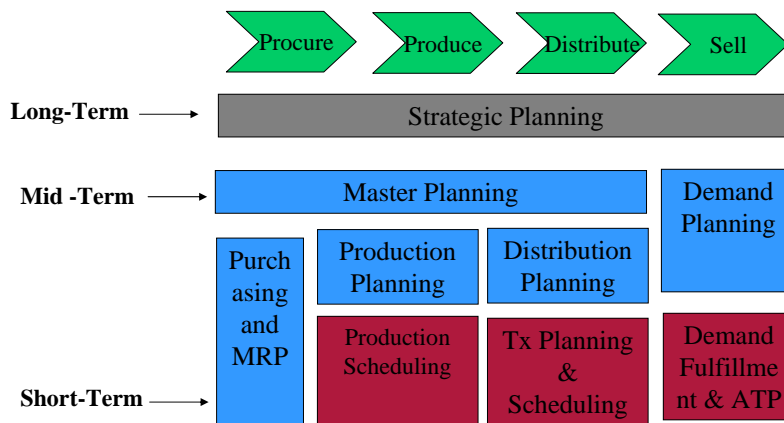 Procure
Produce
Distribute
Sell
Long-Term
Strategic Planning
Mid -Term
Master Planning
Demand
Planning
Purch
asing
and
MRP
Production
Planning
Distribution
Planning
Production
Scheduling
Tx Planning
&
Scheduling
Demand
Fulfillme
nt & ATP
Short-Term